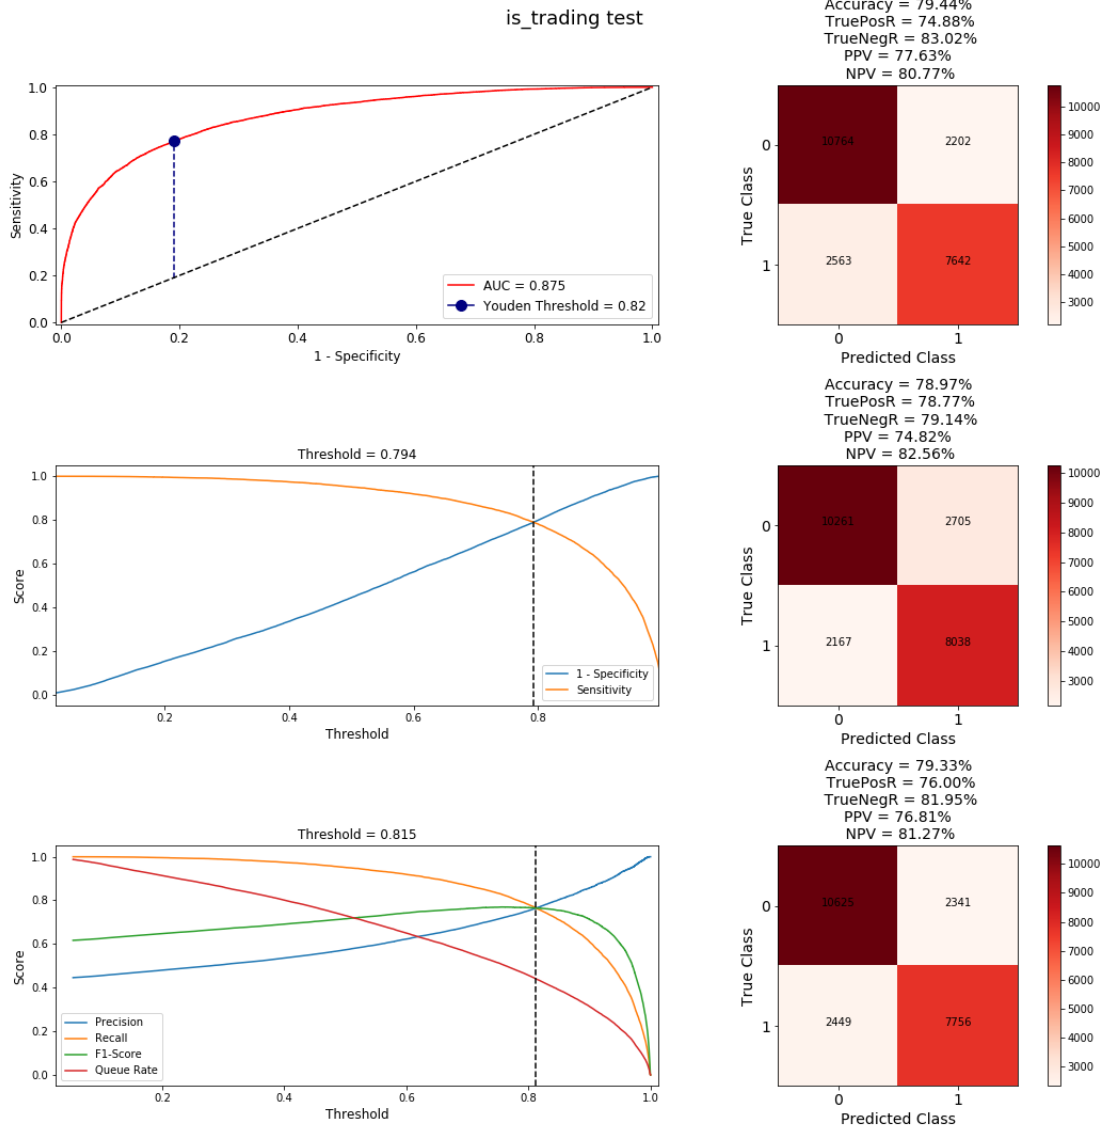 is_trading test
Accuracy = 79.44%
TruePosR = 74.88%
TrueNegR = 83.02%
PPV = 77.63%
NPV = 80.77%
1.0
0.8
0.6
0.4
0.2
0.0
Sensitivity
AUC = 0.875
Youden Threshold = 0.82
0.0 0.2 0.4 0.6 0.8 1.0
1 - Specificity
True Class
0
1
10764 2202
2563 7642
0 1
Predicted Class
10000
9000
8000
7000
6000
5000
4000
3000
Threshold = 0.794
1.0
0.8
0.6
0.4
0.2
0.0
Score
1 - Specificity
Sensitivity
0.2 0.4 0.6 0.8
Threshold
Accuracy = 78.97%
TruePosR = 78.77%
TrueNegR = 79.14%
PPV = 74.82%
NPV = 82.56%
True Class
0
1
10261 2705
2167 8038
0 1
Predicted Class
10000
9000
8000
7000
6000
5000
4000
3000
Threshold = 0.815
1.0
0.8
0.6
0.4
0.2
0.0
Score
Precision
Recall
F1-Score
Queue Rate
0.2 0.4 0.6 0.8 1.0
Threshold
Accuracy = 79.33%
TruePosR = 76.00%
TrueNegR = 81.95%
PPV = 76.81%
NPV = 81.27%
True Class
0
1
10625 2341
2449 7756
0 1
Predicted Class
10000
9000
8000
7000
6000
5000
4000
3000